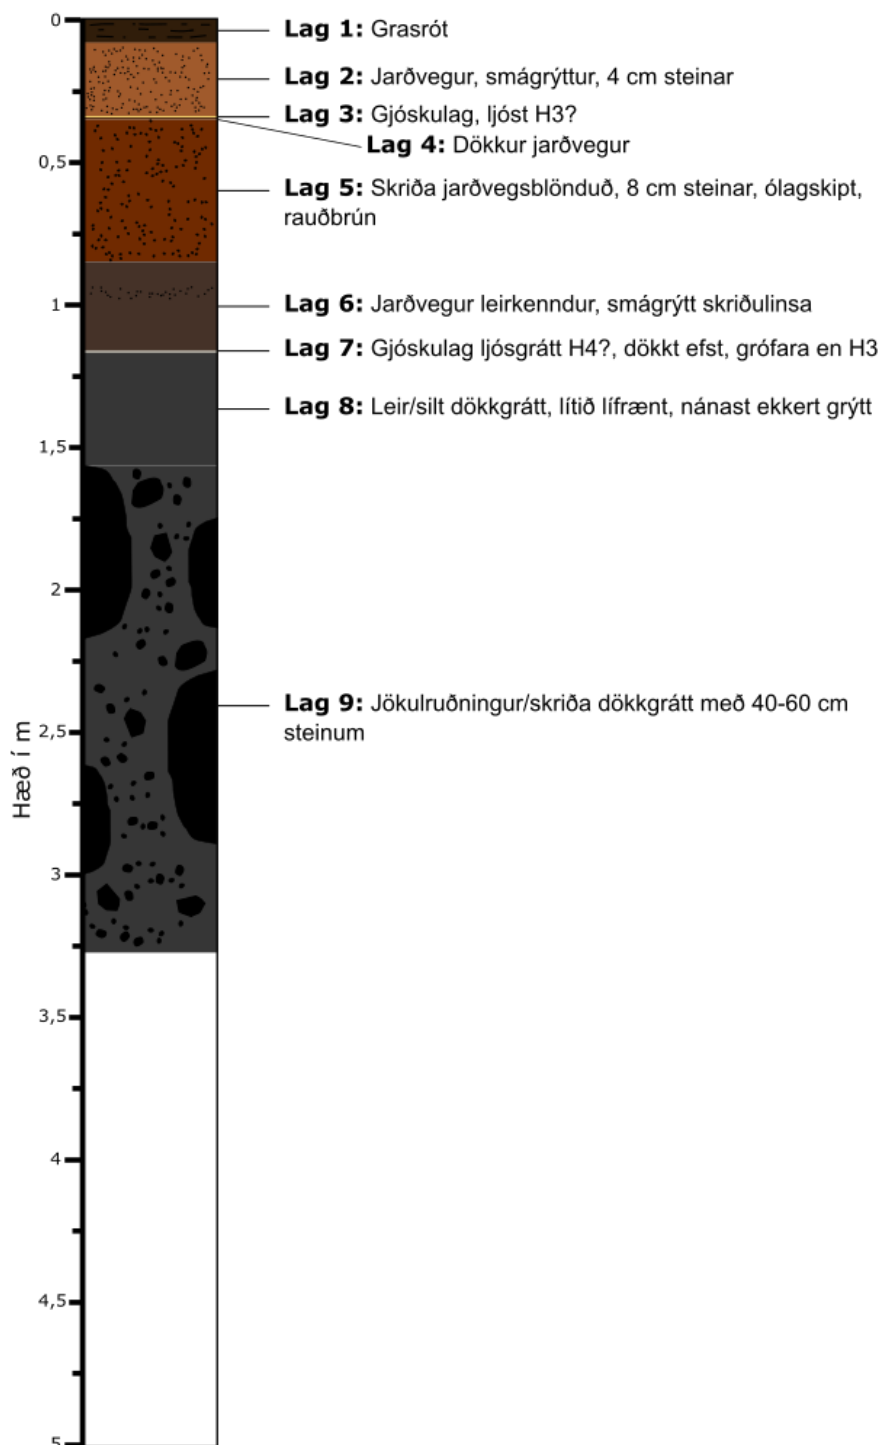 0
Lag 1: Grasrót
Lag 2: Jarðvegur, smágrýttur, 4 cm steinar
Lag 3: Gjóskulag, ljóst H3?
Lag 4: Dökkur jarðvegur
0,5
Lag 5: Skriða jarðvegsblönduð, 8 cm steinar, ólagskipt,
rauðbrún
1
Lag 6: Jarðvegur leirkenndur, smágrýtt skriðulinsa
Lag 7: Gjóskulag ljósgrátt H4?, dökkt efst, grófara en H3
Lag 8: Leir/silt dökkgrátt, lítið lífrænt, nánast ekkert grýtt
1,5
2
Lag 9: Jökulruðningur/skriða dökkgrátt með 40-60 cm
steinum
2,5
Hæð í m
3
3,5
4
4,5
5